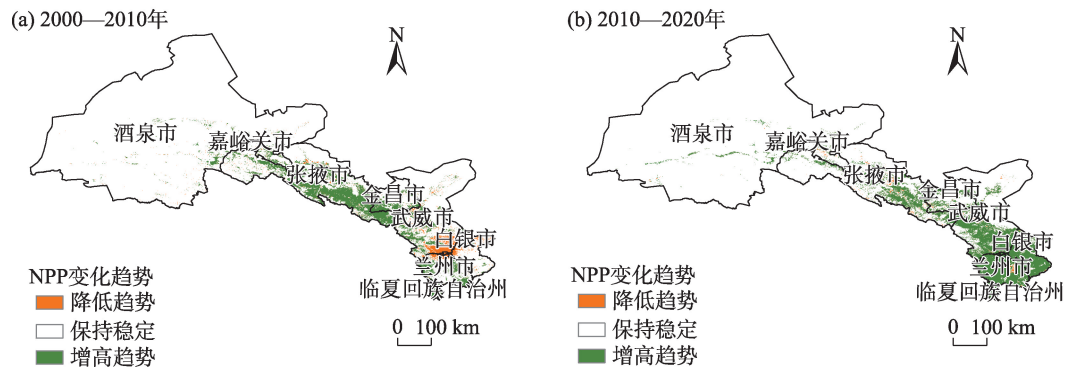 (a) 2000—2010年
N
酒泉市
嘉峪关市
张掖市
金昌市
武威市
白银市
兰州市
临夏回族自治州
NPP变化趋势
降低趋势
保持稳定
增高趋势
0 100 km
(b) 2010—2020年
N
酒泉市
嘉峪关市
张掖市
金昌市
武威市
白银市
兰州市
临夏回族自治州
NPP变化趋势
降低趋势
保持稳定
增高趋势
0 100 km